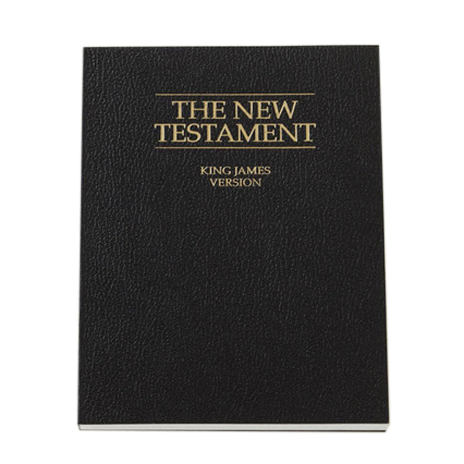 THE NEW
TESTAMENT
KING JAMES
VERSION